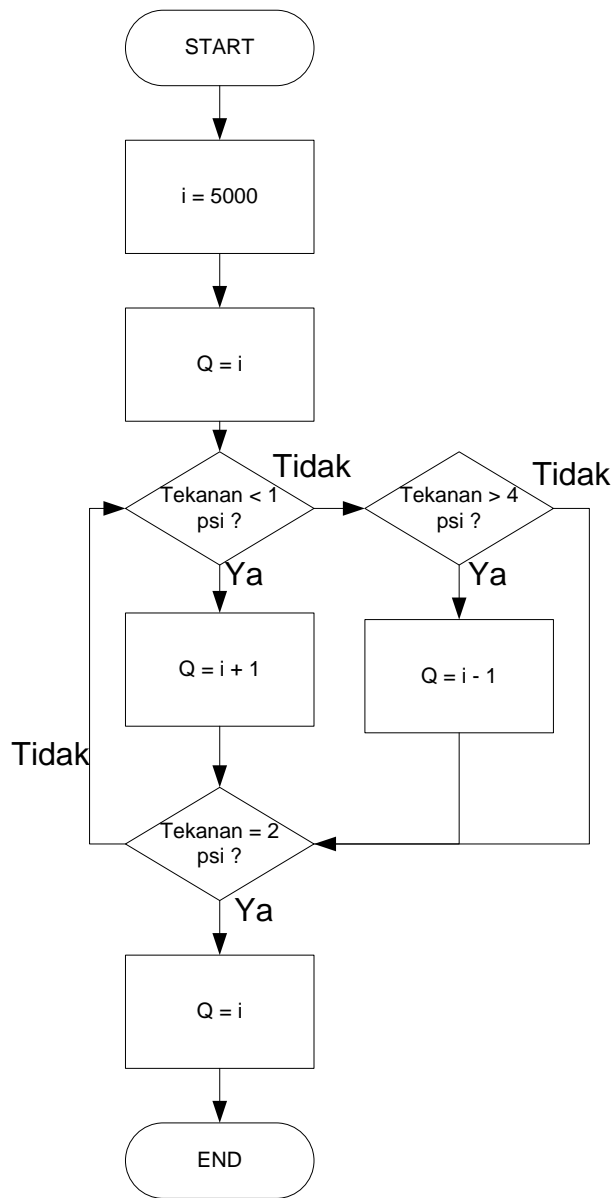 START
i = 5000
Q = i
Tekanan < 1
psi ?
Tidak
Tekanan > 4
psi ?
Tidak
Ya
Ya
Q = i + 1
Q = i - 1
Tidak
Tekanan = 2
psi ?
Ya
Q = i
END